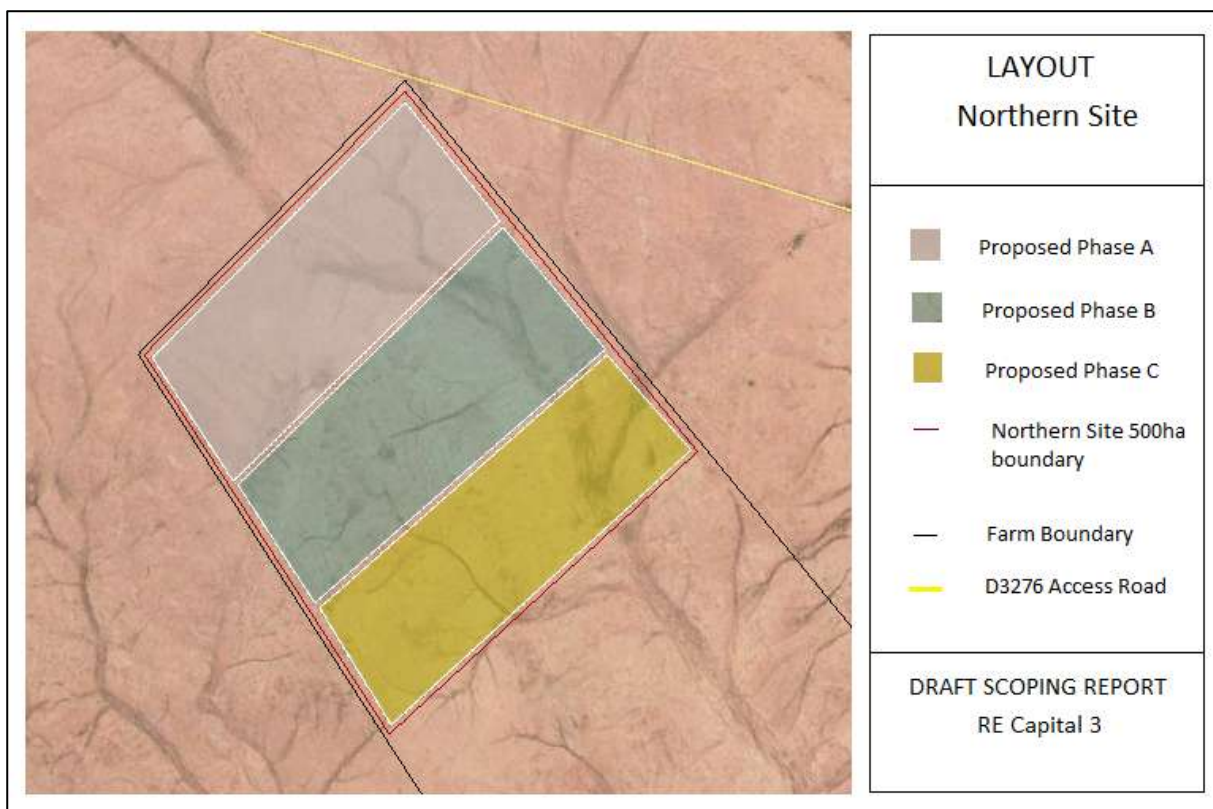 LAYOUT
Northern Site
Proposed Phase A
Proposed Phase B
Proposed Phase C
Northern Site 500ha
boundary
Farm Boundary
D3276 Access Road
DRAFT SCOPING REPORT
RE Capital 3